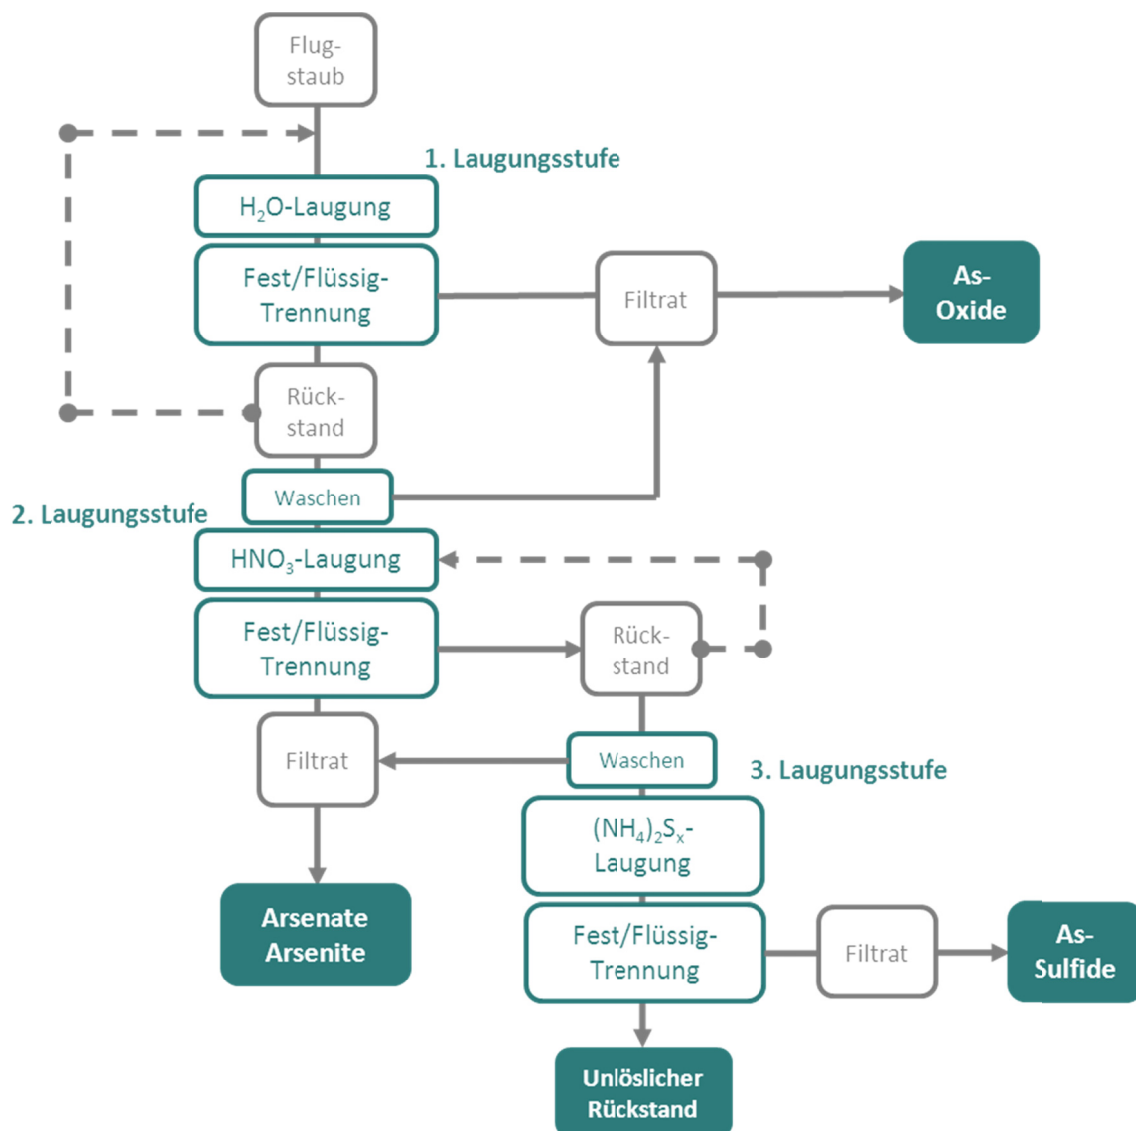 Flug-
staub
1. Laugungsstufe
H₂O-Laugung
Fest/Flüssig-
Trennung
Filtrat
As-
Oxide
Rück-
stand
Waschen
2. Laugungsstufe
HNO₃-Laugung
Fest/Flüssig-
Trennung
Rück-
stand
Filtrat
Waschen
3. Laugungsstufe
(NH₄)₂Sₓ-
Laugung
Arsenate
Arsenite
Fest/Flüssig-
Trennung
Filtrat
As-
Sulfide
Unlöslicher
Rückstand